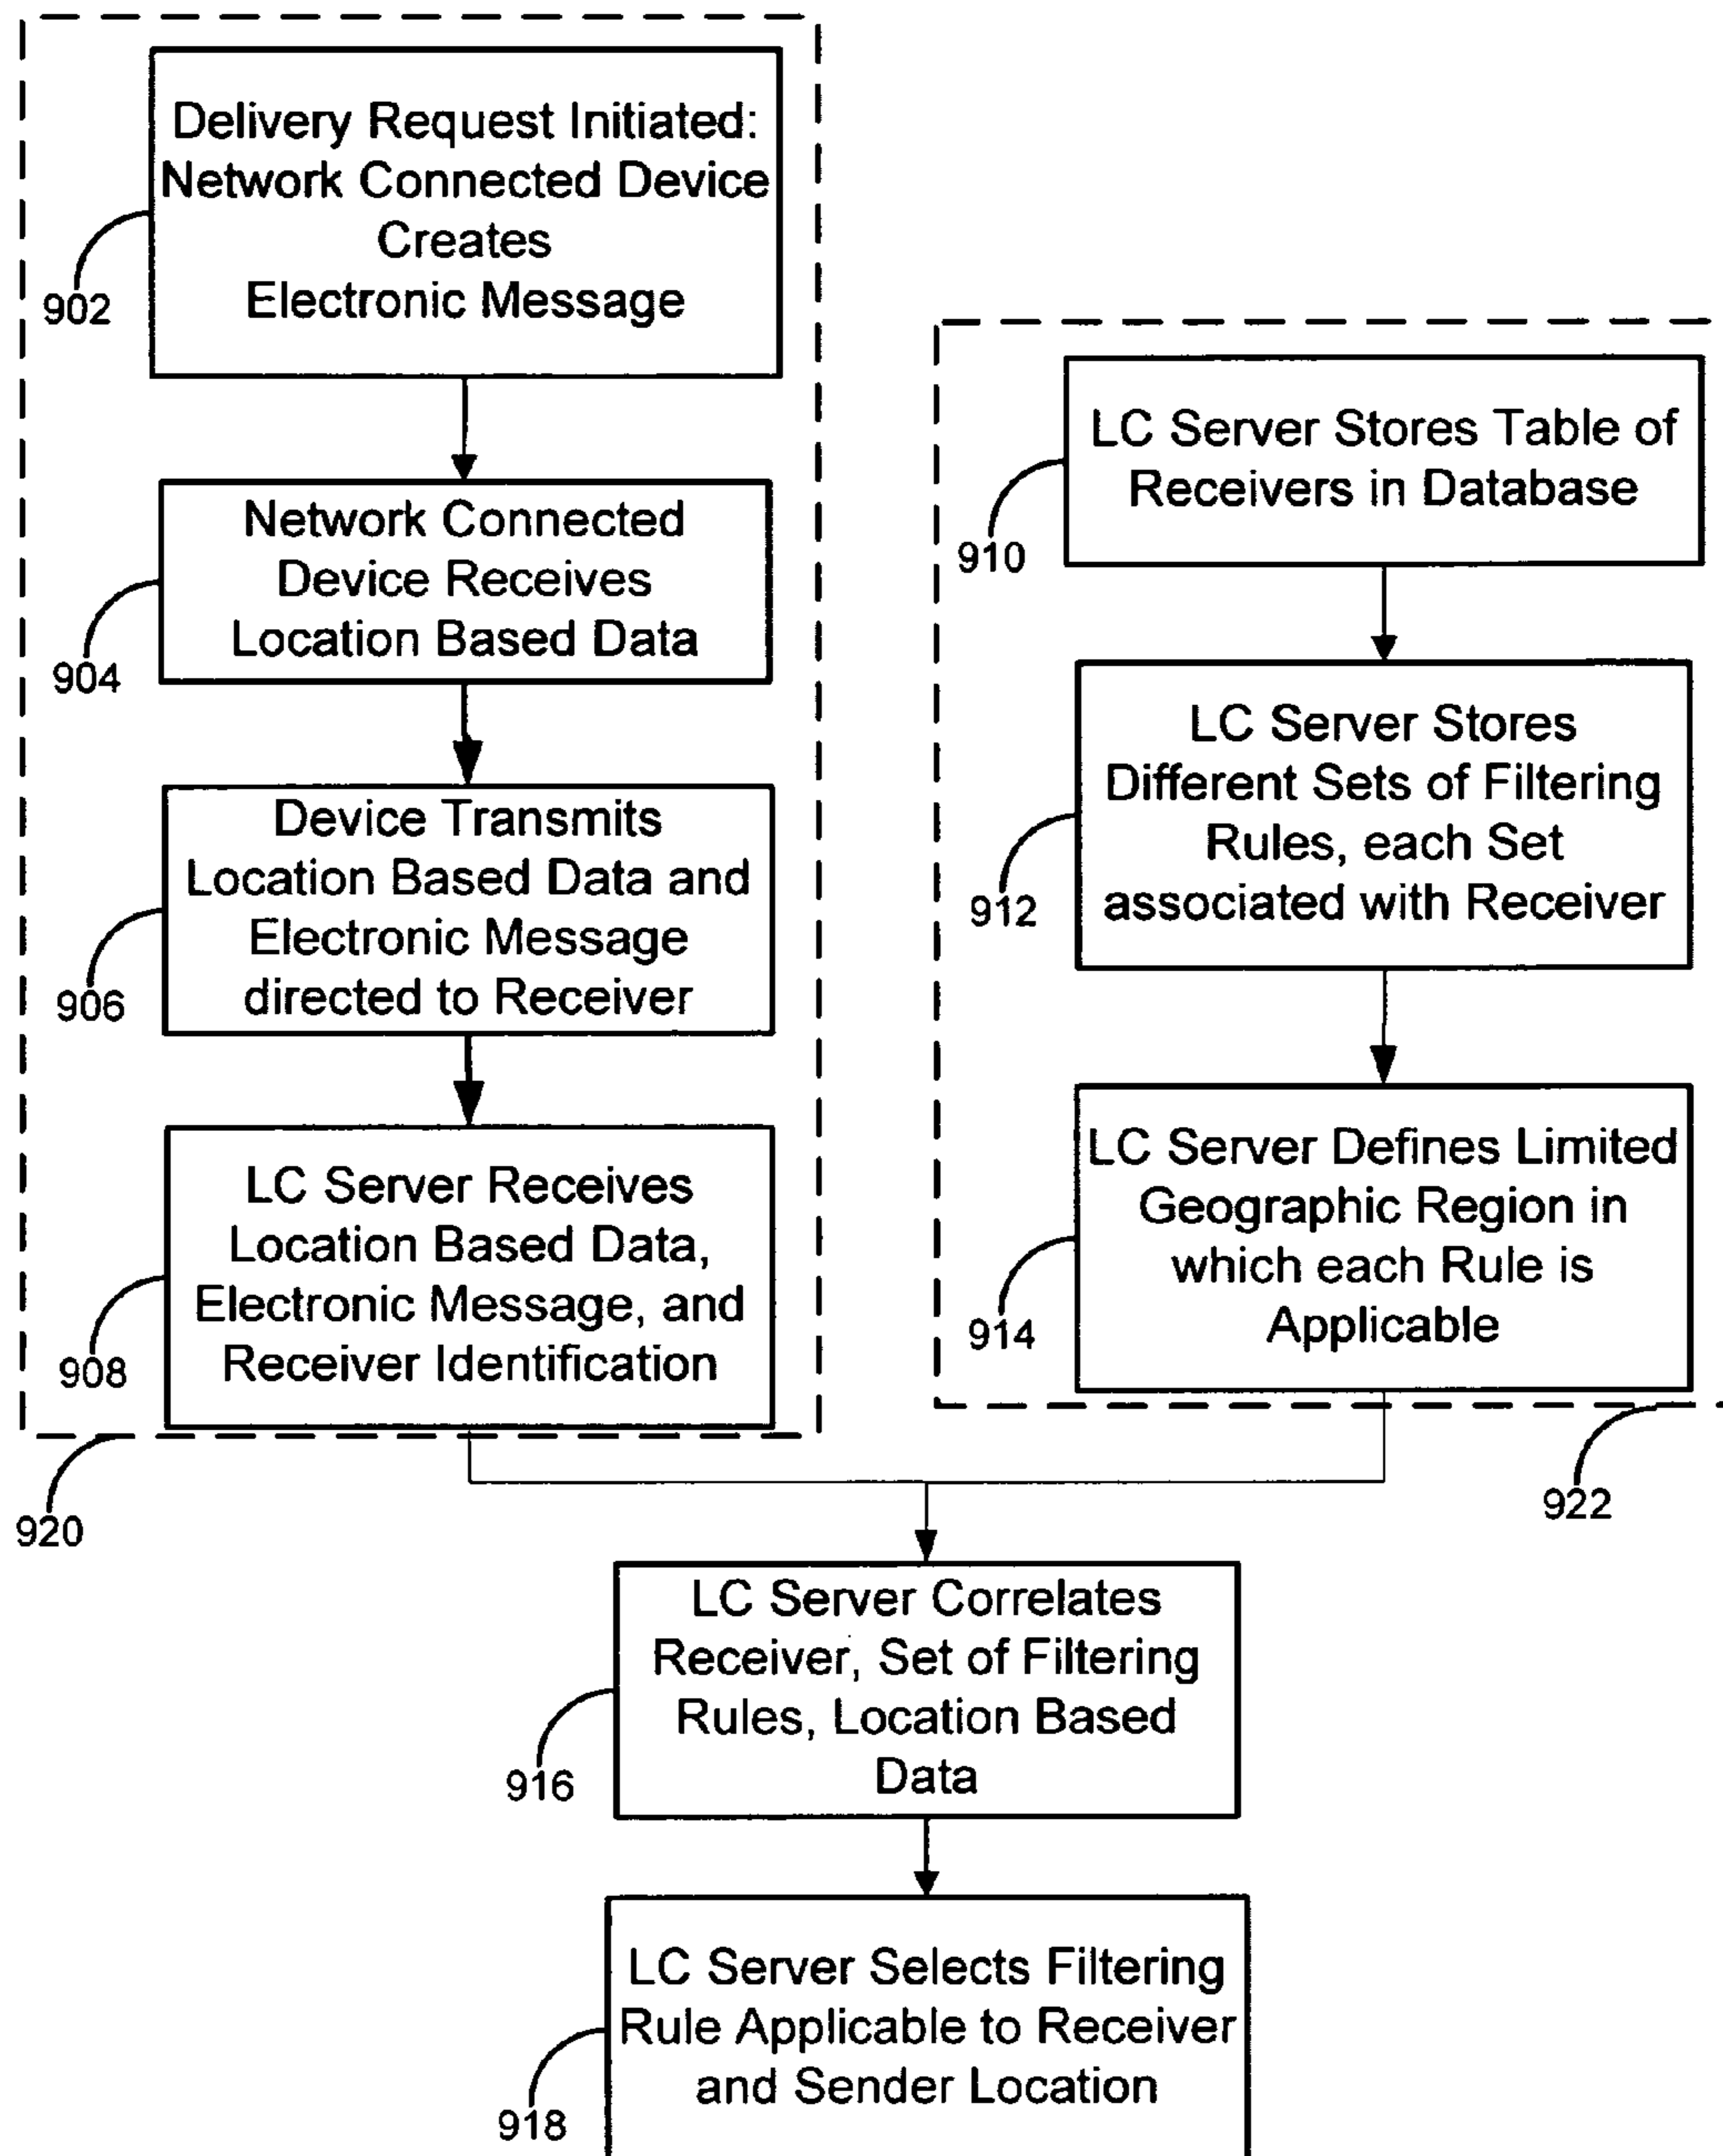 Delivery Request Initiated:
Network Connected Device
Creates
Electronic Message
902
Network Connected
Device Receives
Location Based Data
904
Device Transmits
Location Based Data and
Electronic Message
directed to Receiver
906
LC Server Receives
Location Based Data,
Electronic Message, and
Receiver Identification
908
920
LC Server Stores Table of
Receivers in Database
910
LC Server Stores
Different Sets of Filtering
Rules, each Set
associated with Receiver
912
LC Server Defines Limited
Geographic Region in
which each Rule is
Applicable
914
922
LC Server Correlates
Receiver, Set of Filtering
Rules, Location Based
Data
916
LC Server Selects Filtering
Rule Applicable to Receiver
and Sender Location
918